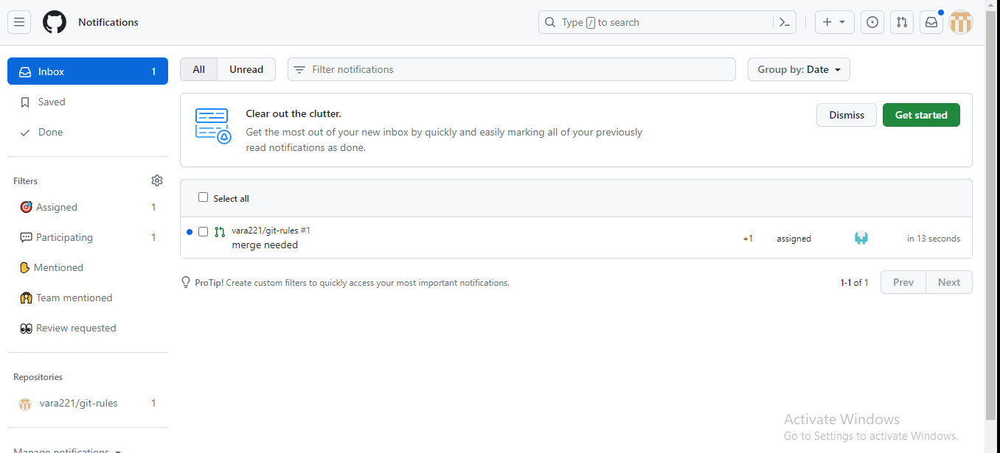 Notifications
Type / to search
Inbox 1
Saved
Done
Filters
Assigned 1
Participating 1
Mentioned
Team mentioned
Review requested
Repositories
vara221/git-rules 1
Manage notifications
All Unread Filter notifications Group by: Date
Clear out the clutter.
Get the most out of your new inbox by quickly and easily marking all of your previously
read notifications as done.
Dismiss Get started
Select all
vara221/git-rules #1
merge needed
+1 assigned in 13 seconds
ProTip! Create custom filters to quickly access your most important notifications.
1-1 of 1 Prev Next
Activate Windows
Go to Settings to activate Windows.